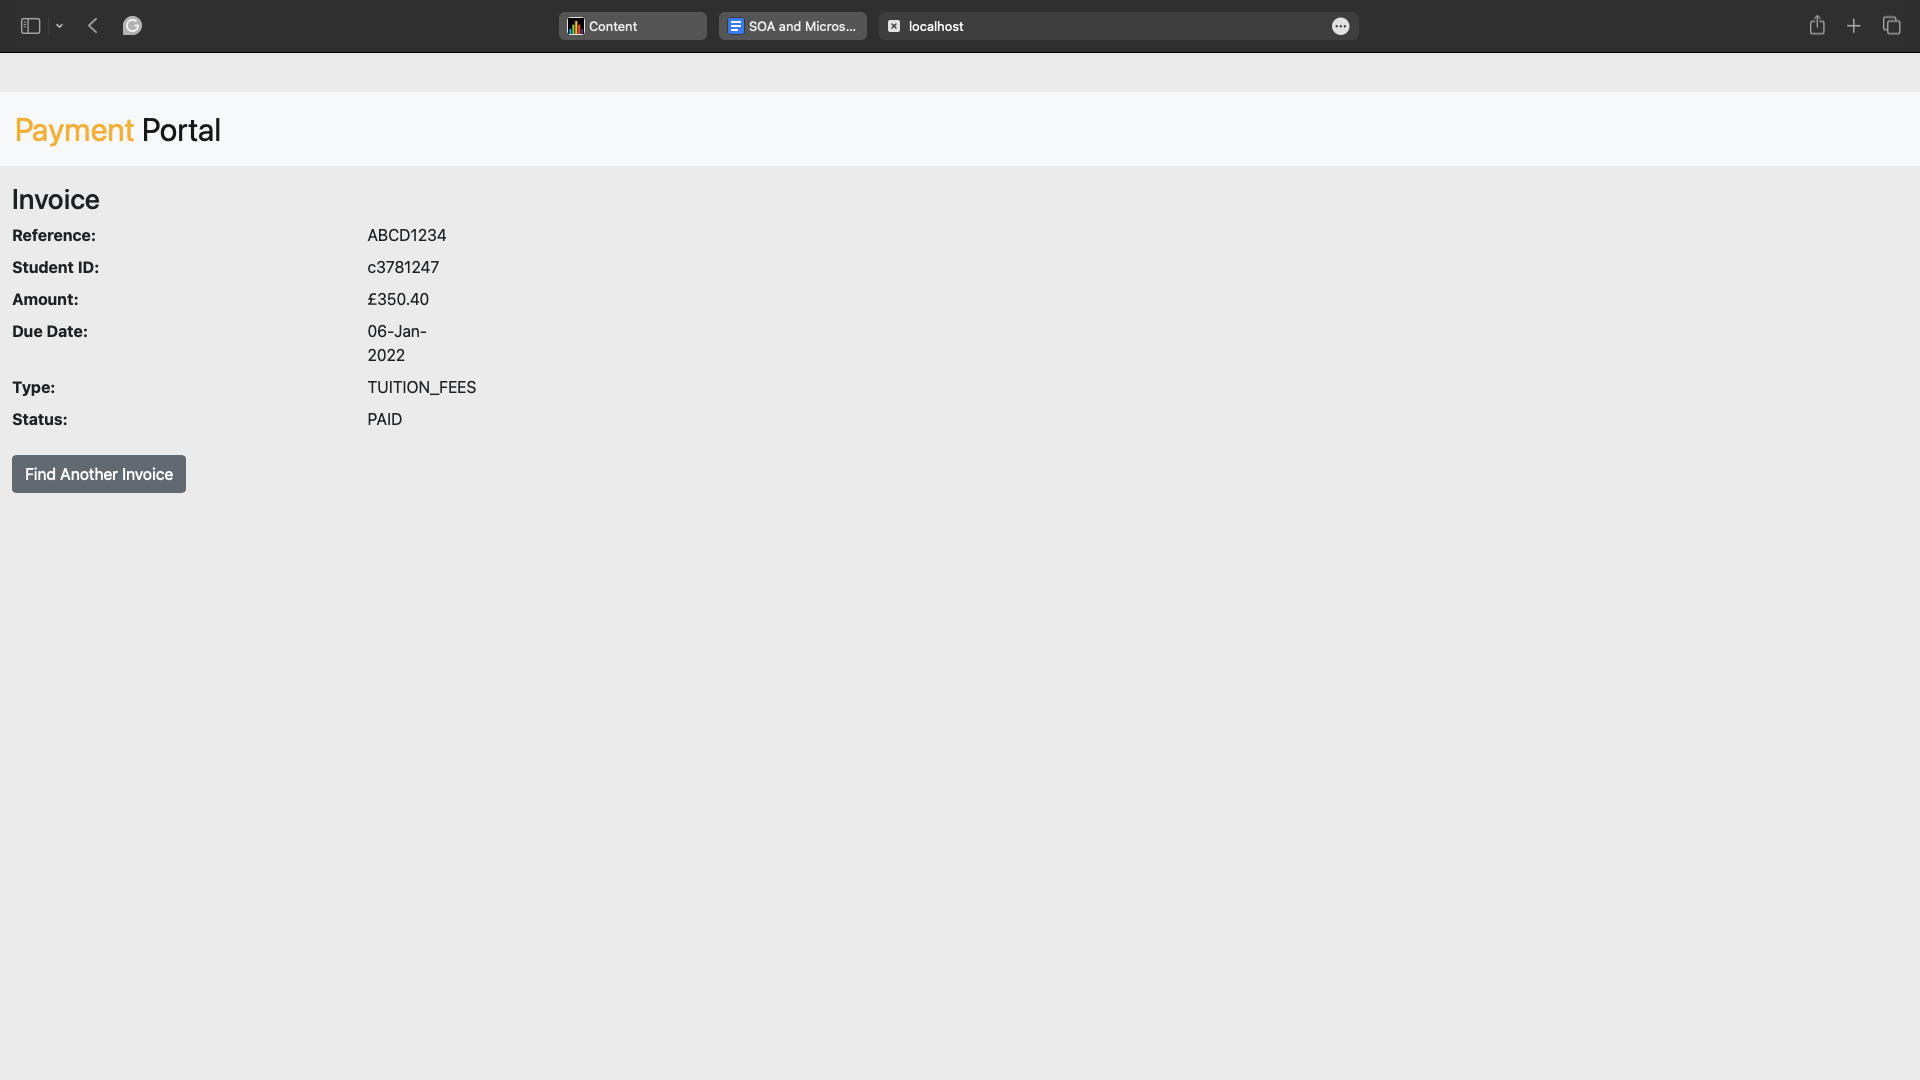 Content
SOA and Micros...
localhost
Payment Portal
Invoice
Reference: ABCD1234
Student ID: c3781247
Amount: £350.40
Due Date: 06-Jan-
2022
Type: TUITION_FEES
Status: PAID
Find Another Invoice